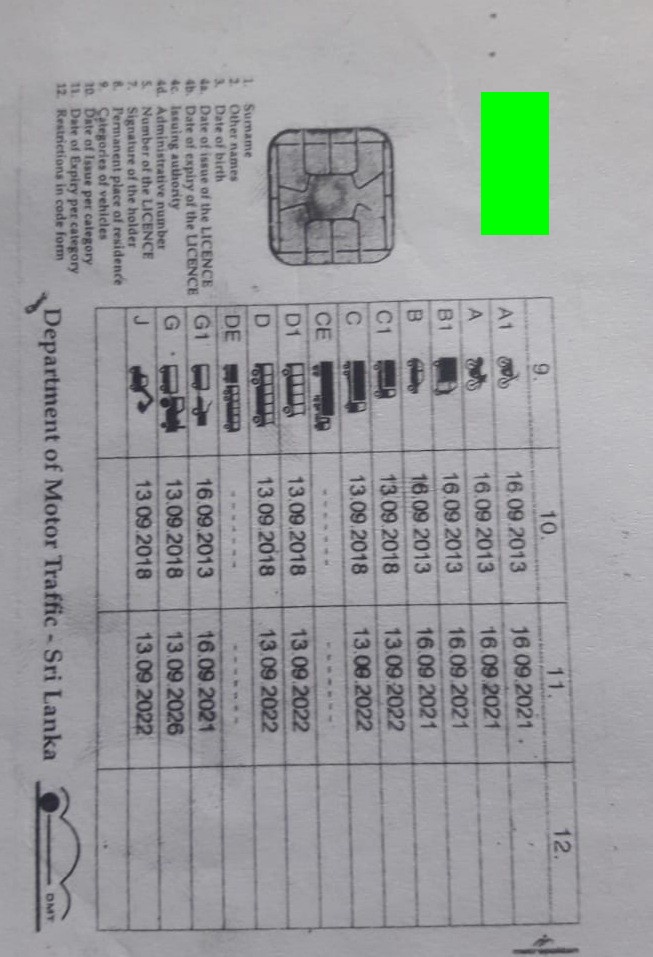 9. 10. 11. 12.
A1 16.09.2013 16.09.2021
A 16.09.2013 16.09.2021
B1 16.09.2013 16.09.2021
B 16.09.2013 16.09.2021
C1 13.09.2018 13.09.2022
C 13.09.2018 13.09.2022
CE - - - - - - - - - - - - - -
D1 13.09.2018 13.09.2022
D 13.09.2018 13.09.2022
DE - - - - - - - - - - - - - -
G1 16.09.2013 16.09.2021
G 13.09.2018 13.09.2026
J 13.09.2018 13.09.2022
1. Surname
2. Other names
3. Date of birth
4a. Date of issue of the LICENCE
4b. Date of expiry of the LICENCE
4c. Issuing authority
4d. Administrative number
5. Number of the LICENCE
7. Signature of the holder
8. Permanent place of residence
9. Categories of vehicles
10. Date of Issue per category
11. Date of Expiry per category
12. Restrictions in code form
Department of Motor Traffic - Sri Lanka
DMT